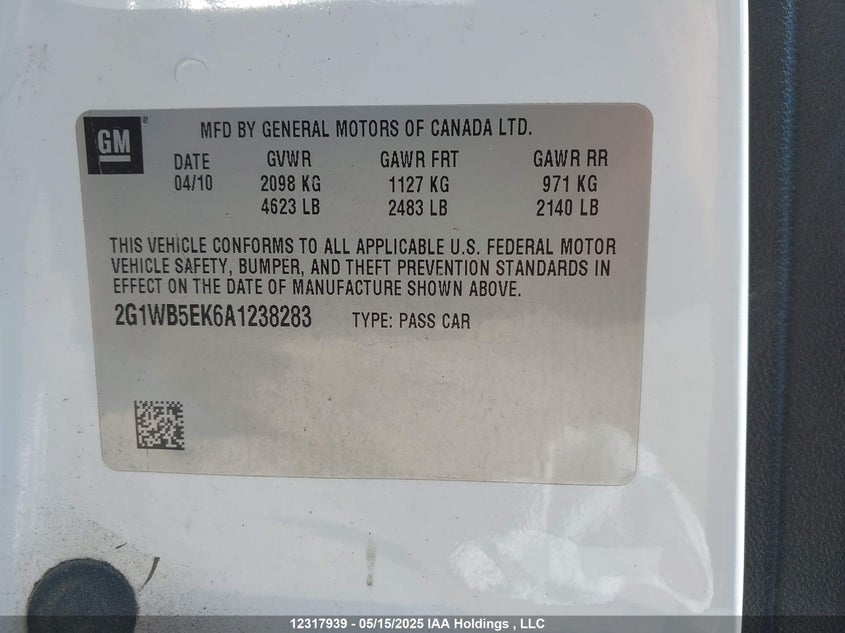 GM ®
MFD BY GENERAL MOTORS OF CANADA LTD.
DATE GVWR GAWR FRT GAWR RR
04/10 2098 KG 1127 KG 971 KG
4623 LB 2483 LB 2140 LB
THIS VEHICLE CONFORMS TO ALL APPLICABLE U.S. FEDERAL MOTOR
VEHICLE SAFETY, BUMPER, AND THEFT PREVENTION STANDARDS IN
EFFECT ON THE DATE OF MANUFACTURE SHOWN ABOVE.
2G1WB5EK6A1238283 TYPE: PASS CAR
12317939 - 05/15/2025 IAA Holdings , LLC